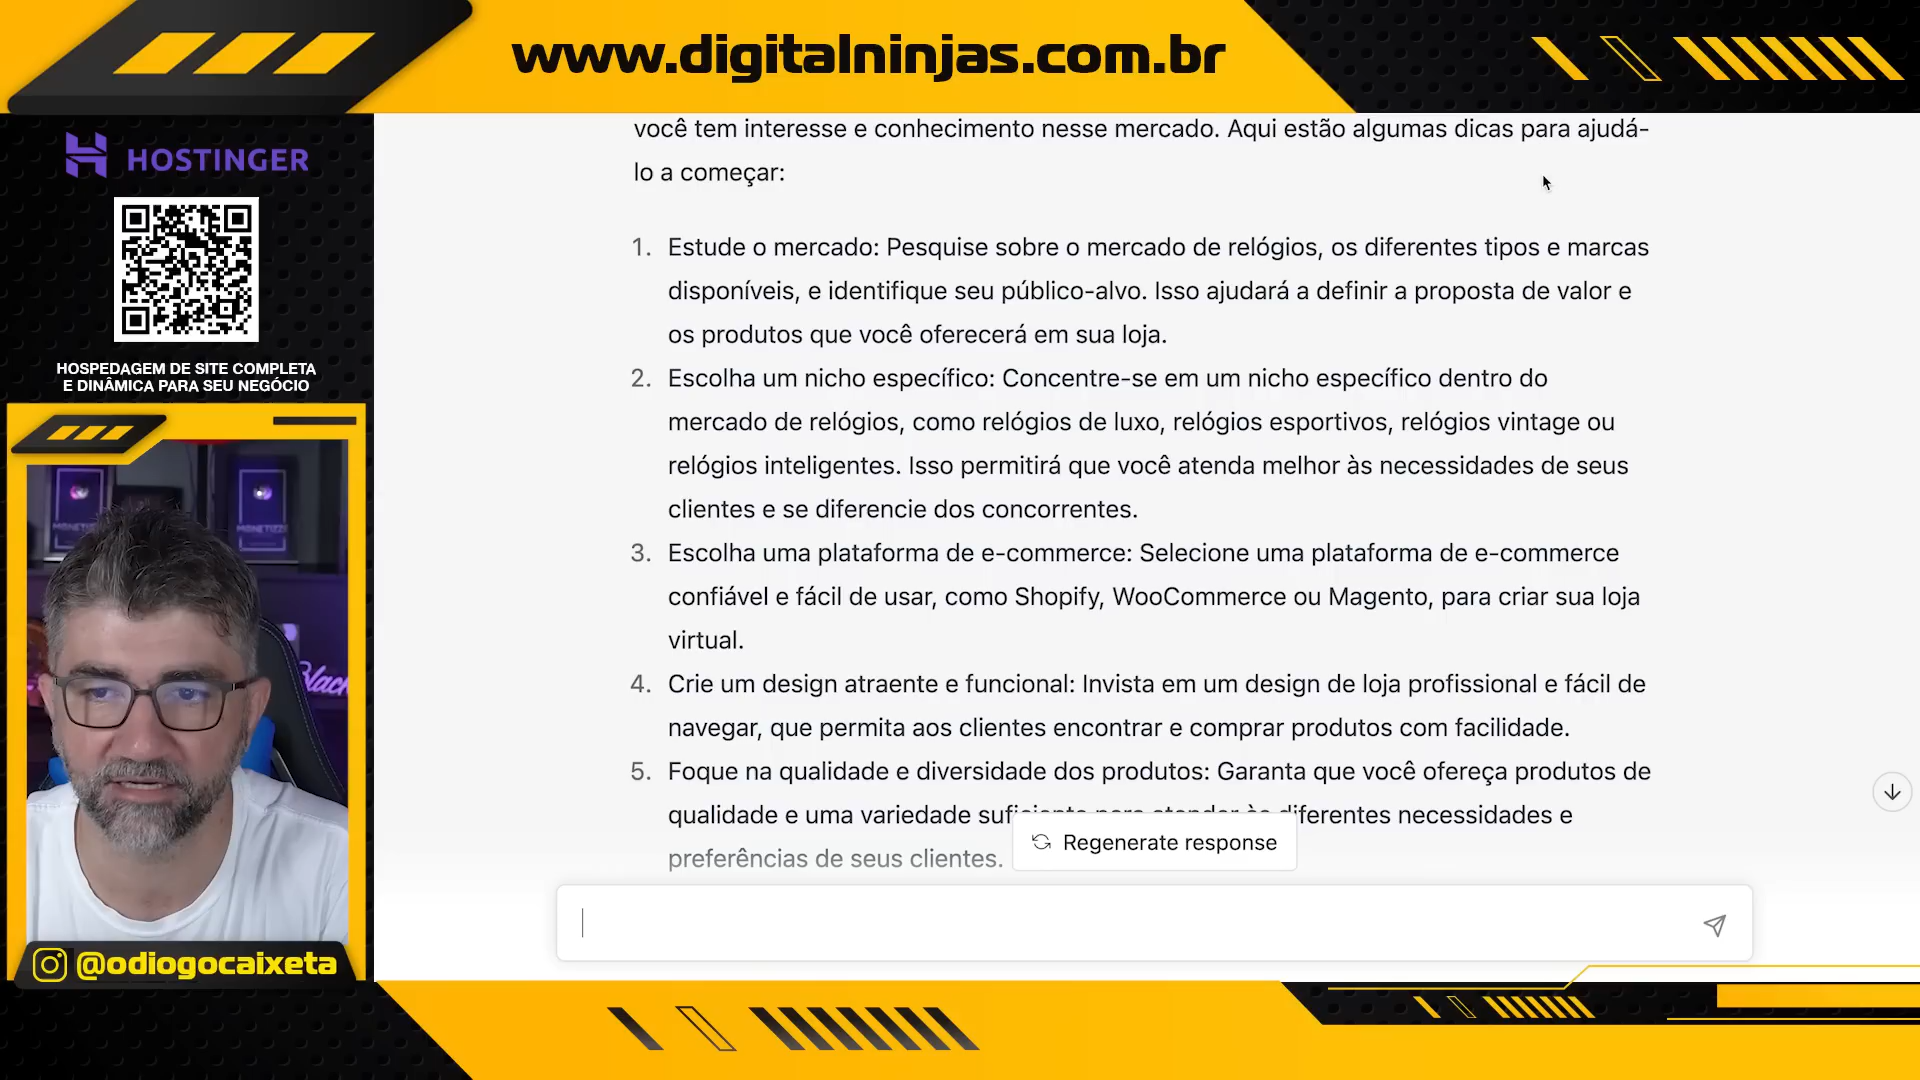 www.digitalninjas.com.br
HOSTINGER
HOSPEDAGEM DE SITE COMPLETA
E DINÂMICA PARA SEU NEGÓCIO
@odiogocaixeta
você tem interesse e conhecimento nesse mercado. Aqui estão algumas dicas para ajudá-
lo a começar:
1. Estude o mercado: Pesquise sobre o mercado de relógios, os diferentes tipos e marcas
disponíveis, e identifique seu público-alvo. Isso ajudará a definir a proposta de valor e
os produtos que você oferecerá em sua loja.
2. Escolha um nicho específico: Concentre-se em um nicho específico dentro do
mercado de relógios, como relógios de luxo, relógios esportivos, relógios vintage ou
relógios inteligentes. Isso permitirá que você atenda melhor às necessidades de seus
clientes e se diferencie dos concorrentes.
3. Escolha uma plataforma de e-commerce: Selecione uma plataforma de e-commerce
confiável e fácil de usar, como Shopify, WooCommerce ou Magento, para criar sua loja
virtual.
4. Crie um design atraente e funcional: Invista em um design de loja profissional e fácil de
navegar, que permita aos clientes encontrar e comprar produtos com facilidade.
5. Foque na qualidade e diversidade dos produtos: Garanta que você ofereça produtos de
qualidade e uma variedade suficiente para atender às diferentes necessidades e
preferências de seus clientes.
Regenerate response